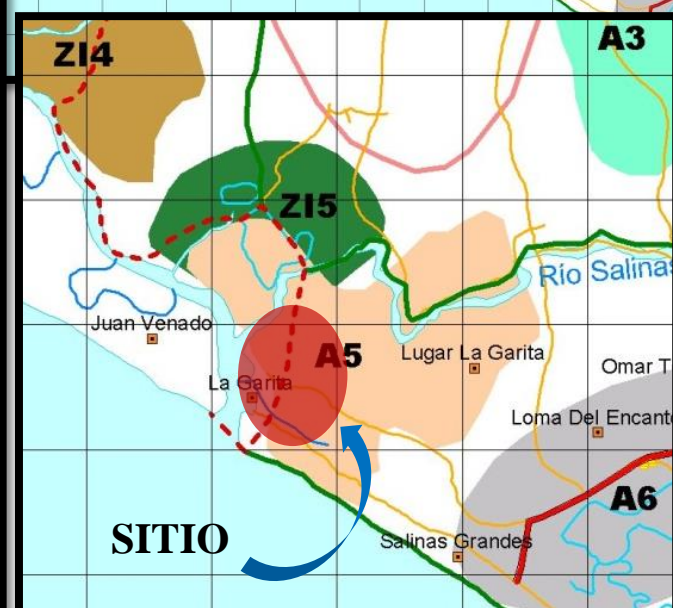 ZI4
A3
ZI5
Río Salinas
Juan Venado
A5
Lugar La Garita
Omar T
La Garita
Loma Del Encant
A6
SITIO
Salinas Grandes